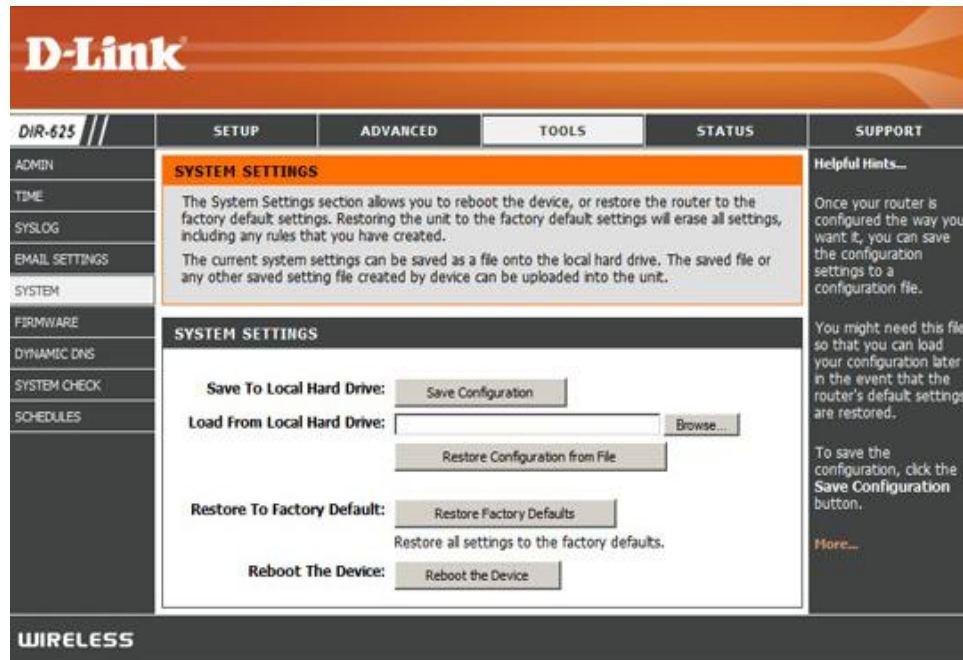 D-Link
DIR-625
SETUP
ADVANCED
TOOLS
STATUS
SUPPORT
ADMIN
TIME
SYSLOG
EMAIL SETTINGS
SYSTEM
FIRMWARE
DYNAMIC DNS
SYSTEM CHECK
SCHEDULES
SYSTEM SETTINGS
The System Settings section allows you to reboot the device, or restore the router to the
factory default settings. Restoring the unit to the factory default settings will erase all settings,
including any rules that you have created.
The current system settings can be saved as a file onto the local hard drive. The saved file or
any other saved setting file created by device can be uploaded into the unit.
SYSTEM SETTINGS
Save To Local Hard Drive:
Save Configuration
Load From Local Hard Drive:
Browse...
Restore Configuration from File
Restore To Factory Default:
Restore Factory Defaults
Restore all settings to the factory defaults.
Reboot The Device:
Reboot the Device
Helpful Hints...
Once your router is
configured the way you
want it, you can save
the configuration
settings to a
configuration file.
You might need this file
so that you can load
your configuration later
in the event that the
router's default settings
are restored.
To save the
configuration, click the
Save Configuration
button.
More...
WIRELESS